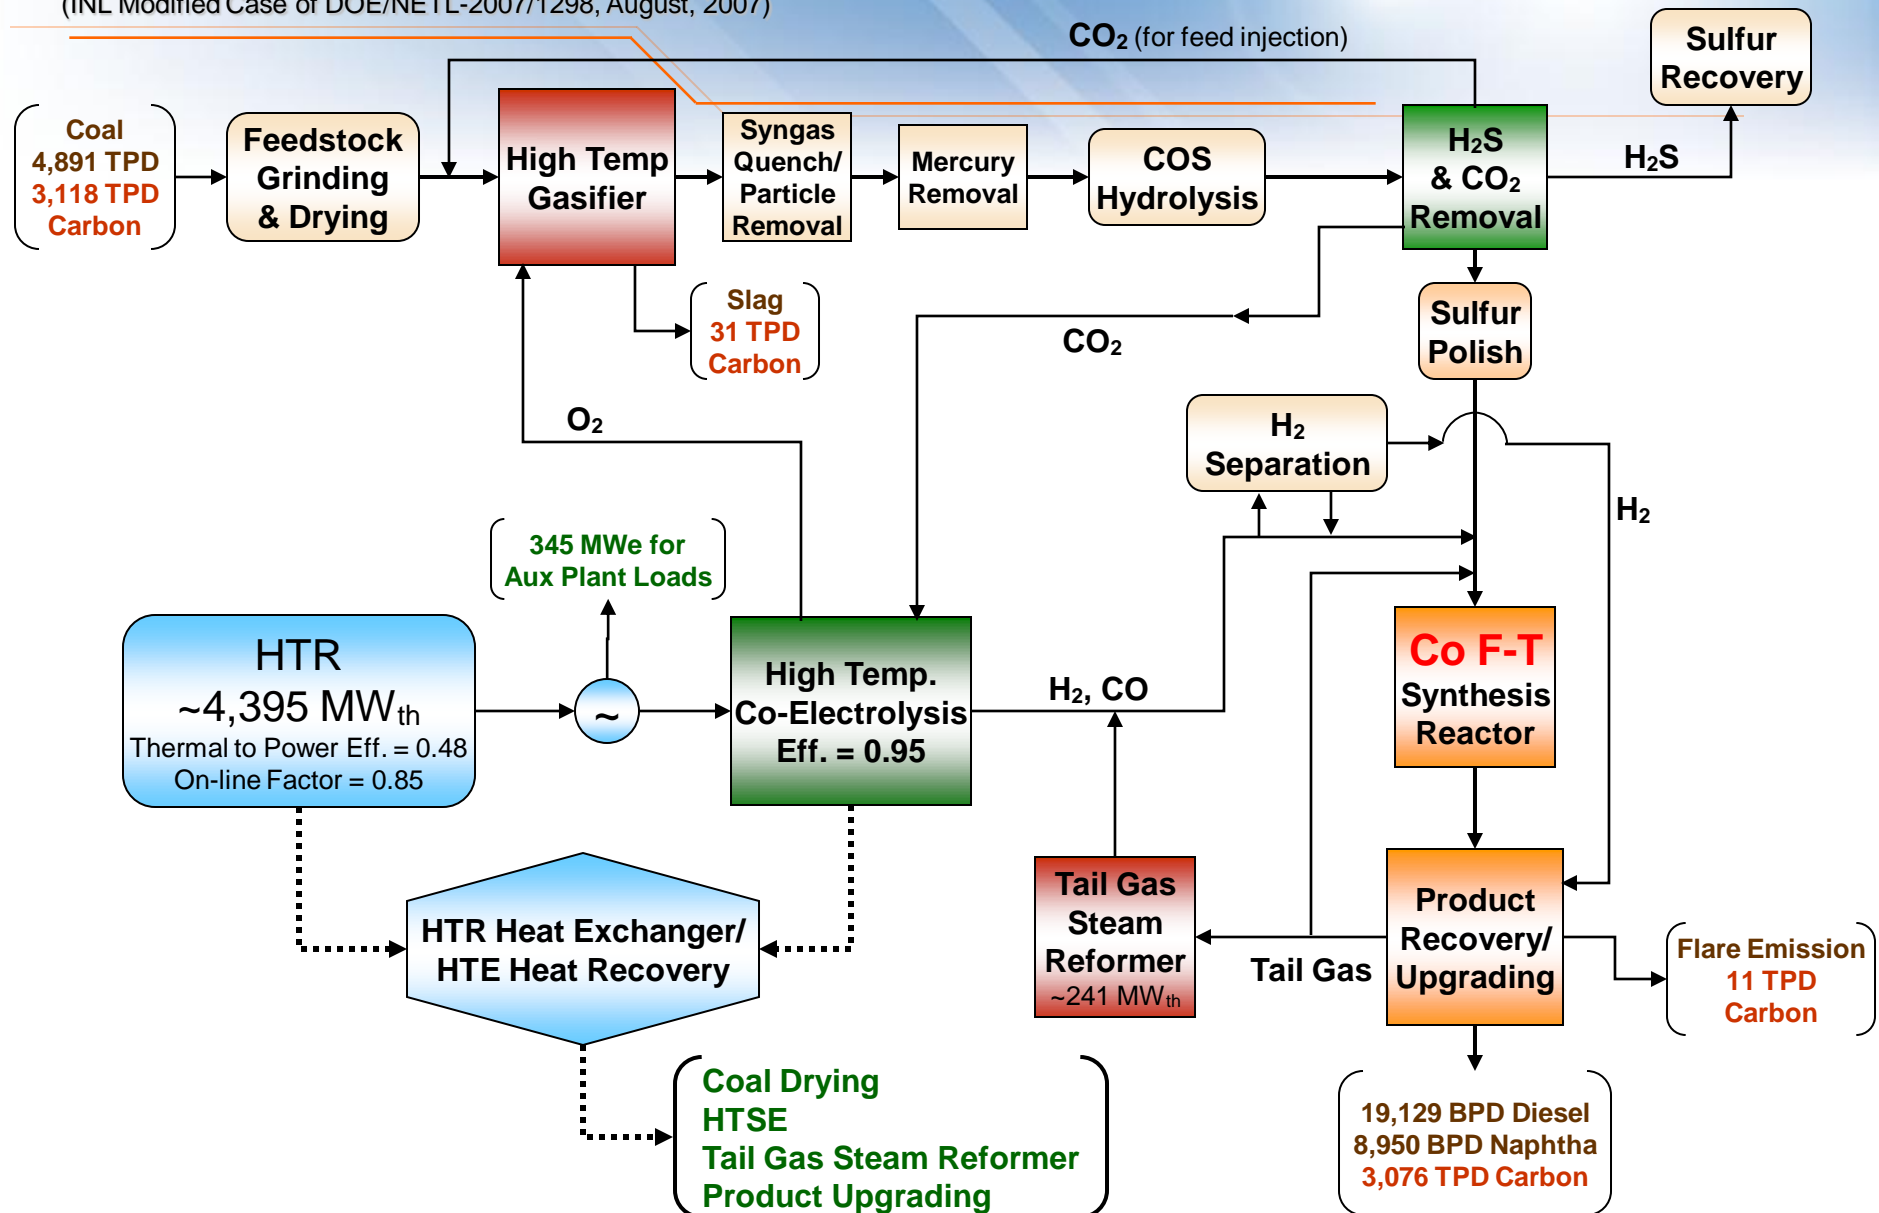 (INL Modified Case of DOE/NETL-2007/1298, August, 2007)
CO₂ (for feed injection)
Sulfur
Recovery
Coal
4,891 TPD
3,118 TPD
Carbon
Feedstock
Grinding
& Drying
High Temp
Gasifier
Syngas
Quench/
Particle
Removal
Mercury
Removal
COS
Hydrolysis
H₂S
& CO₂
Removal
H₂S
Slag
31 TPD
Carbon
CO₂
Sulfur
Polish
O₂
H₂
Separation
H₂
345 MWe for
Aux Plant Loads
HTR
~4,395 MWth
Thermal to Power Eff. = 0.48
On-line Factor = 0.85
~
High Temp.
Co-Electrolysis
Eff. = 0.95
H₂, CO
Co F-T
Synthesis
Reactor
HTR Heat Exchanger/
HTE Heat Recovery
Tail Gas
Steam
Reformer
~241 MWth
Tail Gas
Product
Recovery/
Upgrading
Flare Emission
11 TPD
Carbon
Coal Drying
HTSE
Tail Gas Steam Reformer
Product Upgrading
19,129 BPD Diesel
8,950 BPD Naphtha
3,076 TPD Carbon